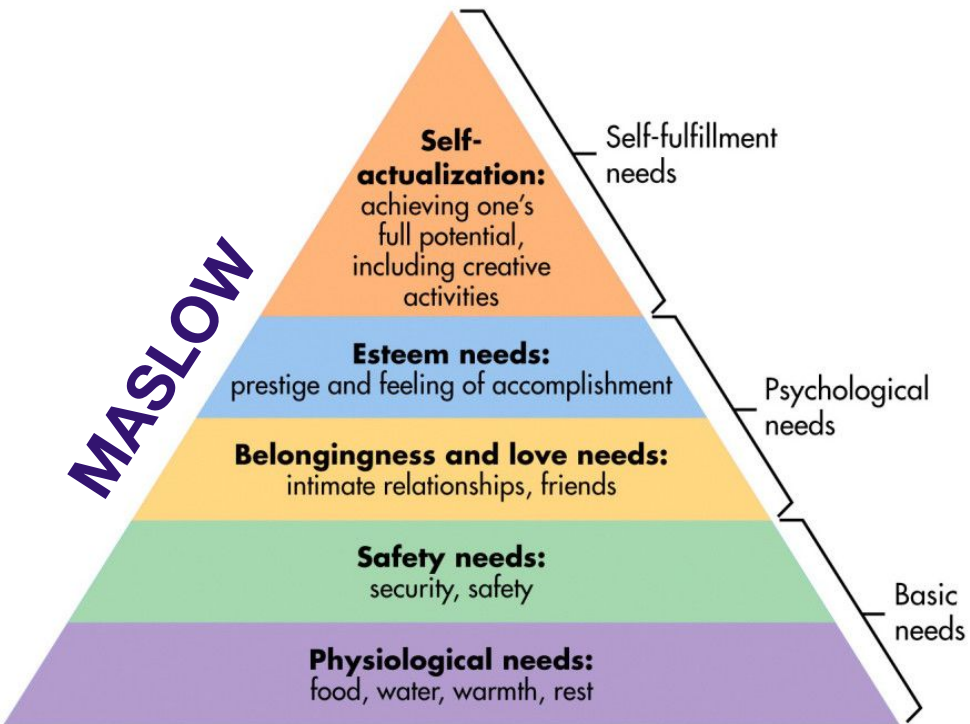 MASLOW
Self-
actualization:
achieving one's
full potential,
including creative
activities
Self-fulfillment
needs
Esteem needs:
prestige and feeling of accomplishment
Psychological
needs
Belongingness and love needs:
intimate relationships, friends
Safety needs:
security, safety
Basic
needs
Physiological needs:
food, water, warmth, rest